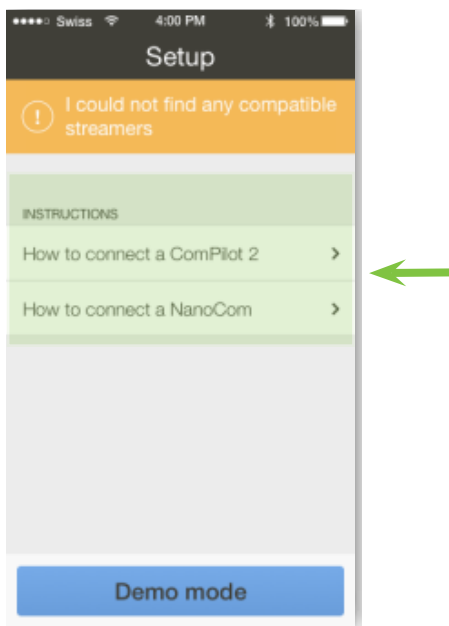 Swiss 4:00 PM 100%
Setup
I could not find any compatible
streamers
INSTRUCTIONS
How to connect a ComPilot 2
How to connect a NanoCom
Demo mode